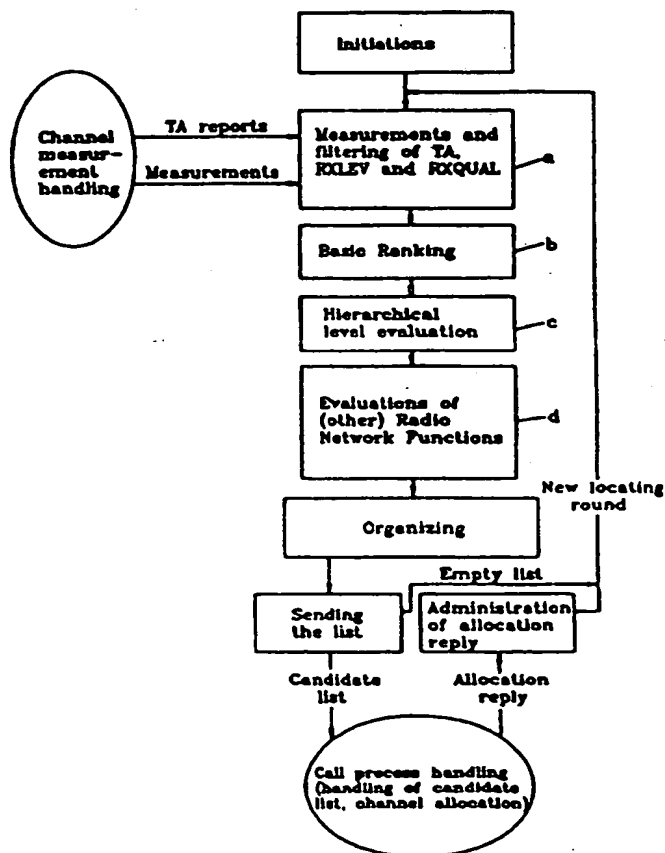 Initiations
Channel
measur-
ement
handling
TA reports
Measurements
Measurements and
filtering of TA,
RXLEV and RXQUAL
a
Basic Ranking
b
Hierarchical
level evaluation
c
Evaluations of
(other) Radio
Network Functions
d
New locating
round
Organizing
Empty list
Sending
the list
Administration
of allocation
reply
Candidate
list
Allocation
reply
Call process handling
(handling of candidate
list, channel allocation)